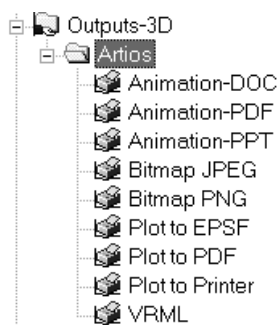 Outputs-3D
Artios
Animation-DOC
Animation-PDF
Animation-PPT
Bitmap JPEG
Bitmap PNG
Plot to EPSF
Plot to PDF
Plot to Printer
VRML